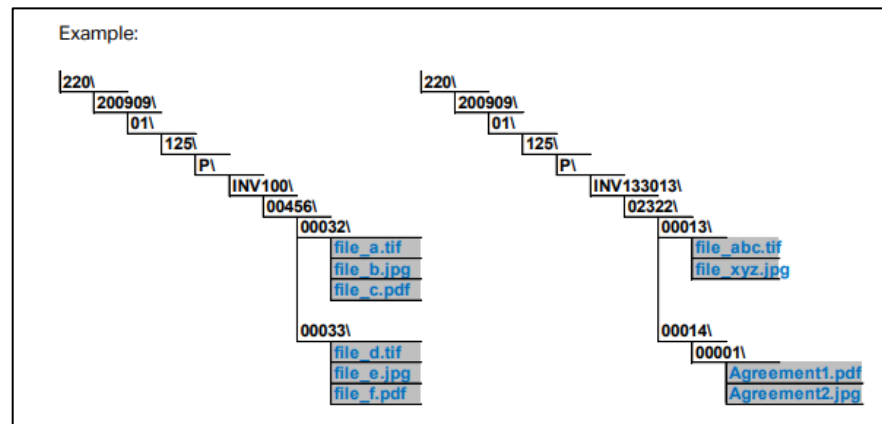 Example:
220\
200909\
01\
125\
P\
INV100\
00456\
00032\
file_a.tif
file_b.jpg
file_c.pdf
00033\
file_d.tif
file_e.jpg
file_f.pdf
220\
200909\
01\
125\
P\
INV133013\
02322\
00013\
file_abc.tif
file_xyz.jpg
00014\
00001\
Agreement1.pdf
Agreement2.jpg